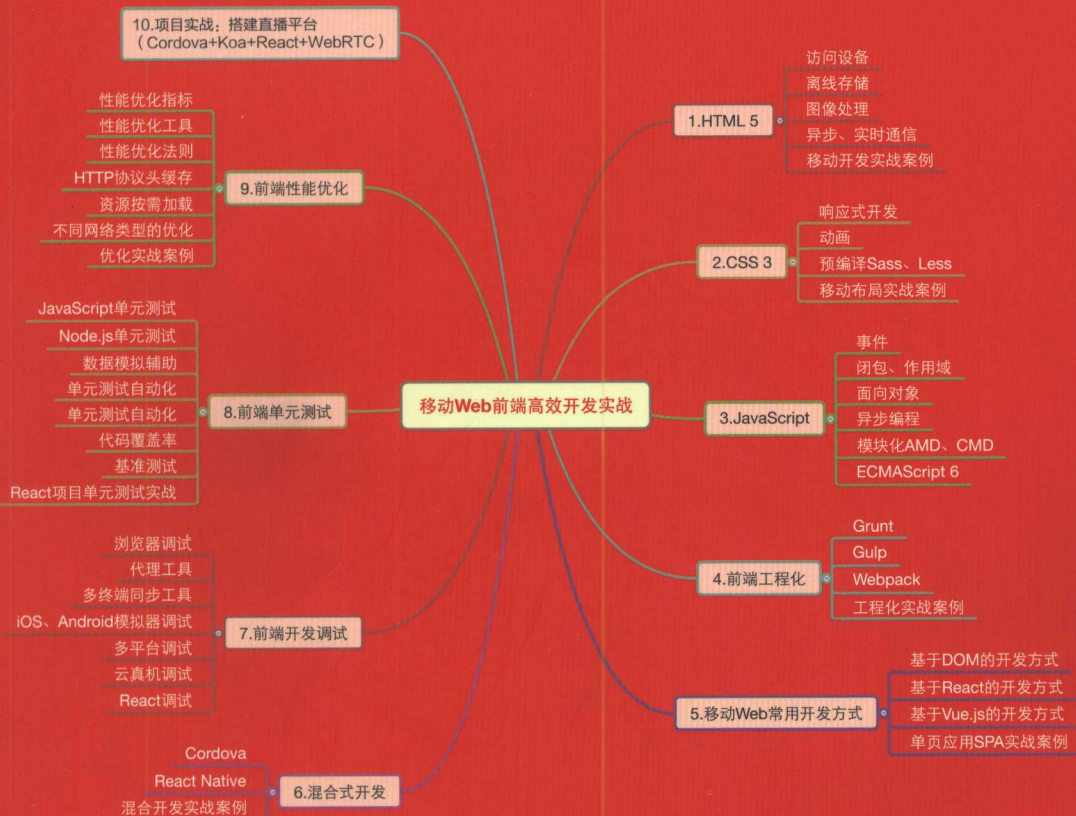 移动Web前端高效开发实战
1.HTML 5
访问设备
离线存储
图像处理
异步、实时通信
移动开发实战案例
2.CSS 3
响应式开发
动画
预编译Sass、Less
移动布局实战案例
3.JavaScript
事件
闭包、作用域
面向对象
异步编程
模块化AMD、CMD
ECMAScript 6
4.前端工程化
Grunt
Gulp
Webpack
工程化实战案例
5.移动Web常用开发方式
基于DOM的开发方式
基于React的开发方式
基于Vue.js的开发方式
单页应用SPA实战案例
6.混合式开发
Cordova
React Native
混合开发实战案例
7.前端开发调试
浏览器调试
代理工具
多终端同步工具
iOS、Android模拟器调试
多平台调试
云真机调试
React调试
8.前端单元测试
JavaScript单元测试
Node.js单元测试
数据模拟辅助
单元测试自动化
单元测试自动化
代码覆盖率
基准测试
React项目单元测试实战
9.前端性能优化
性能优化指标
性能优化工具
性能优化法则
HTTP协议头缓存
资源按需加载
不同网络类型的优化
优化实战案例
10.项目实战：搭建直播平台
（Cordova+Koa+React+WebRTC）